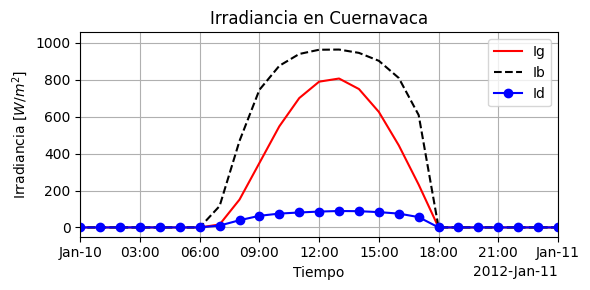 Irradiancia en Cuernavaca
Irradiancia [$W/m^2$]
1000
800
600
400
200
0
Ig
Ib
Id
Jan-10 03:00 06:00 09:00 12:00 15:00 18:00 21:00 Jan-11
Tiempo
2012-Jan-11